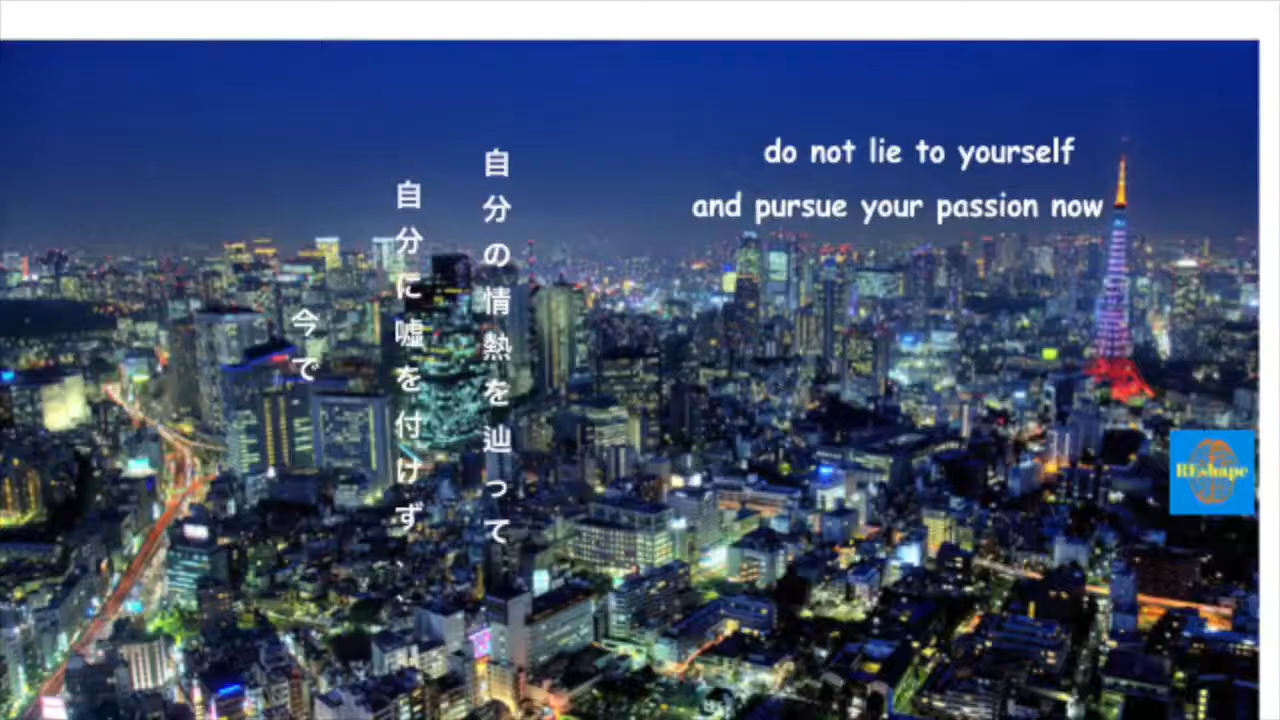 do not lie to yourself
and pursue your passion now
自分の情熱を辿って
自分に嘘を付けず
今で
REshape